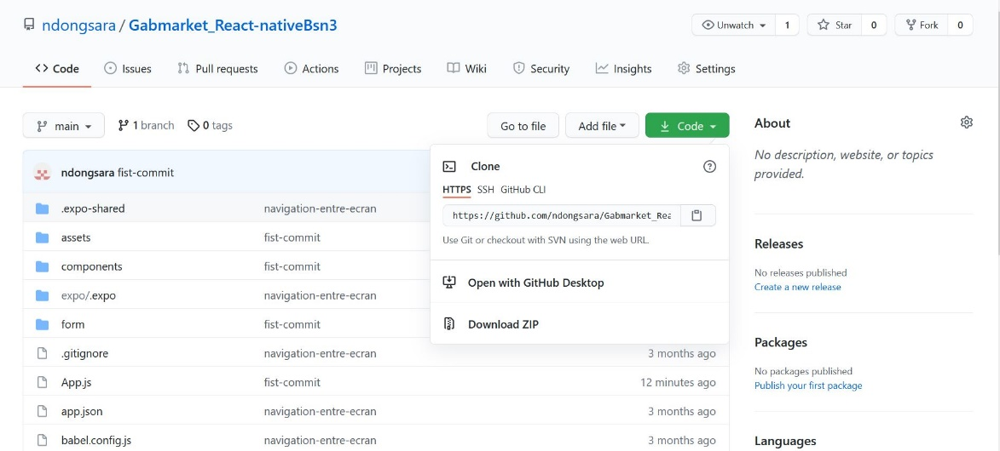 ndongsara / Gabmarket_React-nativeBsn3
Unwatch 1 Star 0 Fork 0
Code Issues Pull requests Actions Projects Wiki Security Insights Settings
main 1 branch 0 tags Go to file Add file Code
ndongsara fist-commit
.expo-shared navigation-entre-ecran
assets fist-commit
components fist-commit
expo/.expo navigation-entre-ecran
form fist-commit
.gitignore navigation-entre-ecran 3 months ago
App.js fist-commit 12 minutes ago
app.json navigation-entre-ecran 3 months ago
babel.config.js navigation-entre-ecran 3 months ago
Clone
HTTPS SSH GitHub CLI
https://github.com/ndongsara/Gabmarket_Rea
Use Git or checkout with SVN using the web URL.
Open with GitHub Desktop
Download ZIP
About
No description, website, or topics
provided.
Releases
No releases published
Create a new release
Packages
No packages published
Publish your first package
Languages